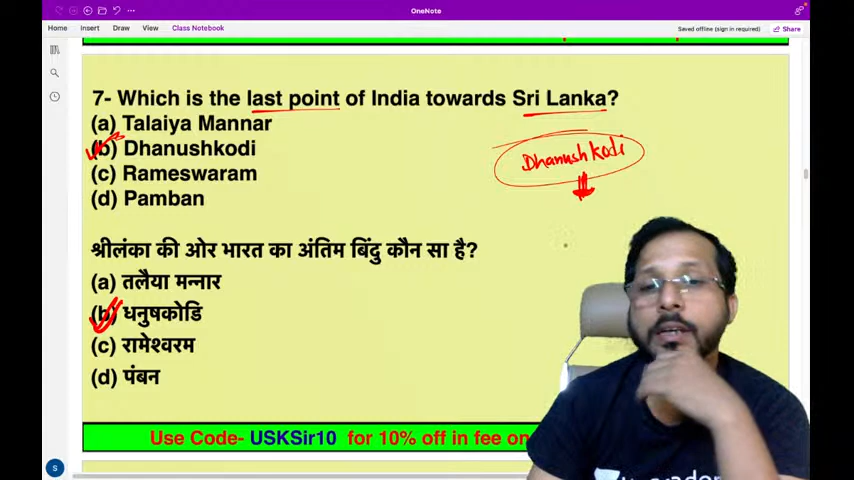 OneNote
Home Insert Draw View Class Notebook
Saved offline (sign in required) Share
7- Which is the last point of India towards Sri Lanka?
(a) Talaiya Mannar
(b) Dhanushkodi
(c) Rameswaram
(d) Pamban
Dhanushkodi
श्रीलंका की ओर भारत का अंतिम बिंदु कौन सा है?
(a) तलैया मन्नार
(b) धनुषकोडि
(c) रामेश्वरम
(d) पंबन
Use Code- USKSir10 for 10% off in fee on
S